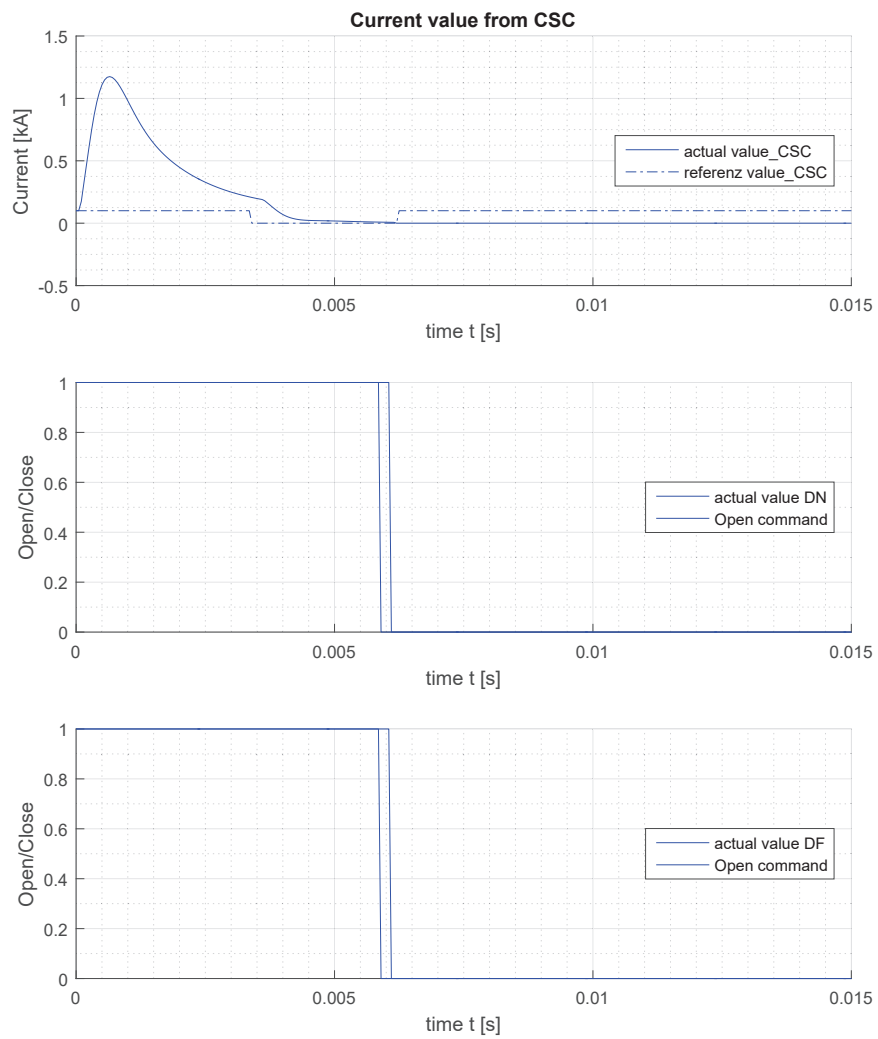 Current value from CSC
1.5
1
0.5
0
-0.5
Current [kA]
actual value_CSC
referenz value_CSC
0 0.005 0.01 0.015
time t [s]
1
0.8
0.6
0.4
0.2
0
Open/Close
actual value DN
Open command
0 0.005 0.01 0.015
time t [s]
1
0.8
0.6
0.4
0.2
0
Open/Close
actual value DF
Open command
0 0.005 0.01 0.015
time t [s]